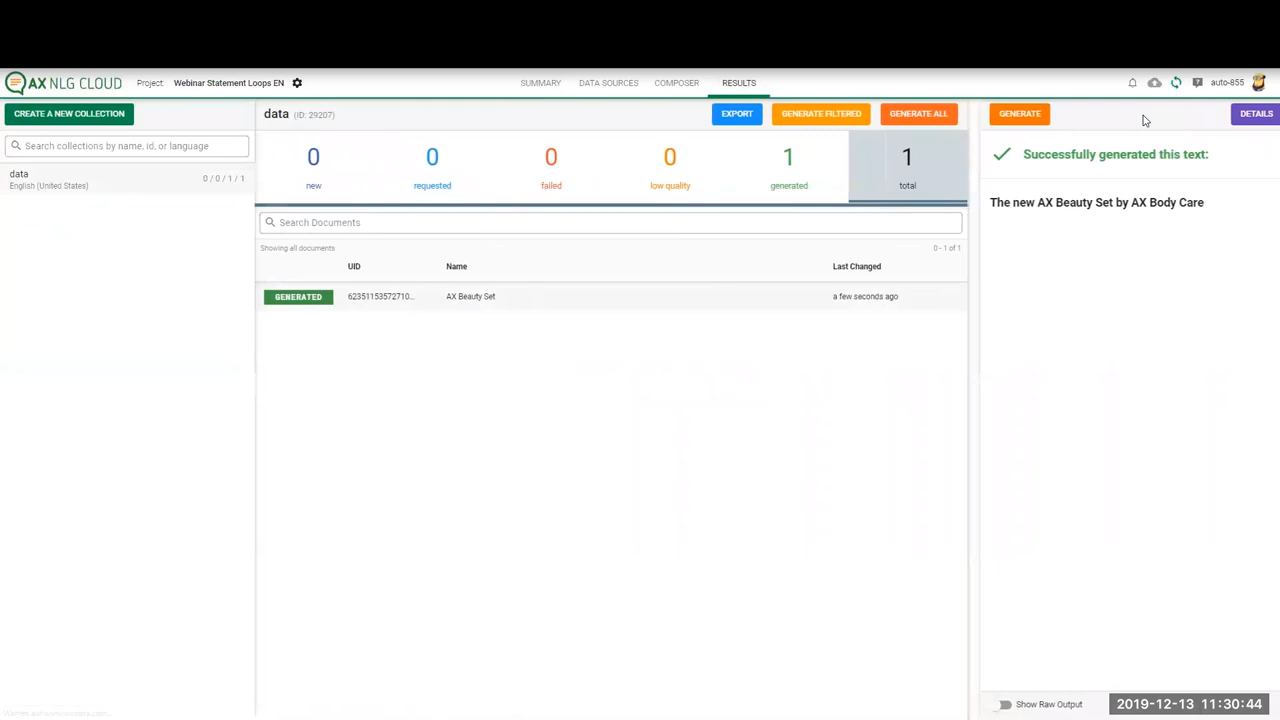 AX NLG CLOUD Project: Webinar Statement Loops EN SUMMARY DATA SOURCES COMPOSER RESULTS auto-855
CREATE A NEW COLLECTION
Search collections by name, id, or language
data
English (United States)
0 / 0 / 1 / 1
data (ID: 29207) EXPORT GENERATE FILTERED GENERATE ALL
0 0 0 0 1 1
new requested failed low quality generated total
Search Documents
Showing all documents 0 - 1 of 1
UID Name Last Changed
GENERATED 62351153572710... AX Beauty Set a few seconds ago
GENERATE DETAILS
Successfully generated this text:
The new AX Beauty Set by AX Body Care
Show Raw Output
2019-12-13 11:30:44